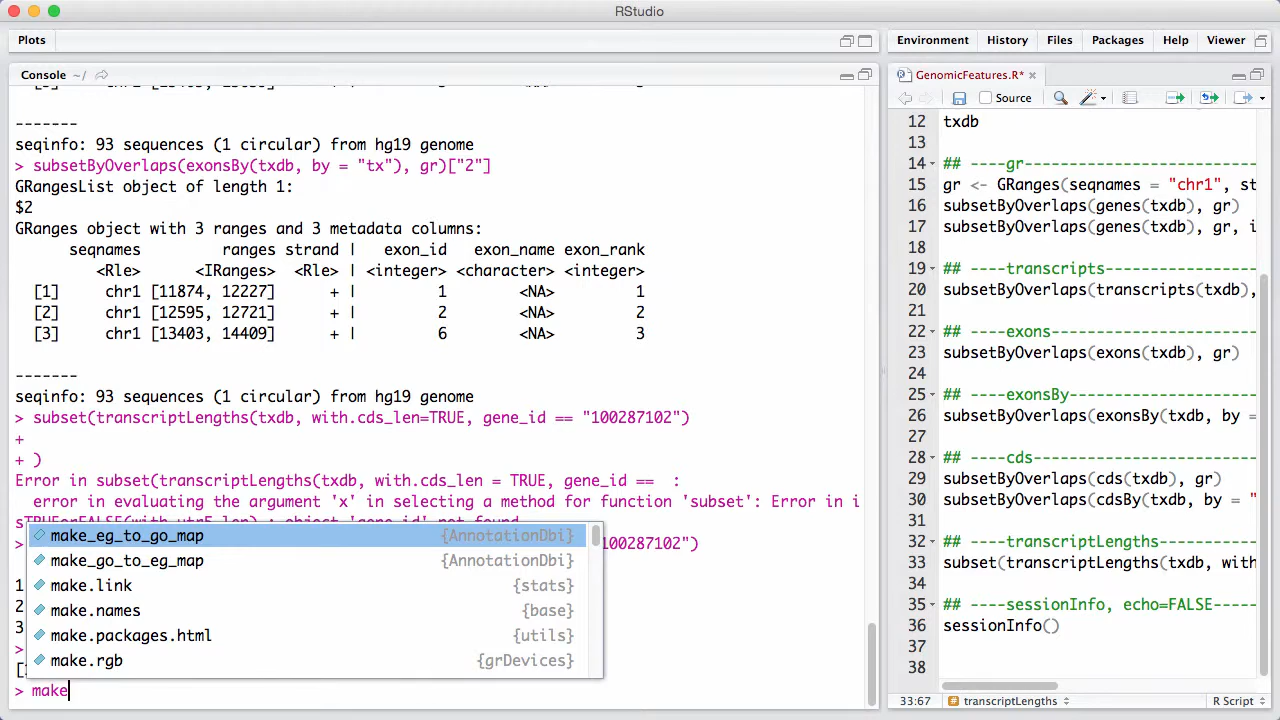 RStudio
Plots
Environment History Files Packages Help Viewer
Console ~/
-------
seqinfo: 93 sequences (1 circular) from hg19 genome
> subsetByOverlaps(exonsBy(txdb, by = "tx"), gr)["2"]
GRangesList object of length 1:
$2
GRanges object with 3 ranges and 3 metadata columns:
seqnames ranges strand | exon_id exon_name exon_rank
<Rle> <IRanges> <Rle> | <integer> <character> <integer>
[1] chr1 [11874, 12227] + | 1 <NA> 1
[2] chr1 [12595, 12721] + | 2 <NA> 2
[3] chr1 [13403, 14409] + | 6 <NA> 3
-------
seqinfo: 93 sequences (1 circular) from hg19 genome
> subset(transcriptLengths(txdb, with.cds_len=TRUE, gene_id == "100287102")
+
+ )
Error in subset(transcriptLengths(txdb, with.cds_len = TRUE, gene_id ==  :
error in evaluating the argument 'x' in selecting a method for function 'subset': Error in i
sTRUEorFALSE(with.utr5_len) : object 'gene_id' not found
> "100287102")
1
2
3
>
> make
make_eg_to_go_map {AnnotationDbi}
make_go_to_eg_map {AnnotationDbi}
make.link {stats}
make.names {base}
make.packages.html {utils}
make.rgb {grDevices}
GenomicFeatures.R*
Source
12 txdb
13
14 ## ----gr---------------------------
15 gr <- GRanges(seqnames = "chr1", st
16 subsetByOverlaps(genes(txdb), gr)
17 subsetByOverlaps(genes(txdb), gr, i
18
19 ## ----transcripts------------------
20 subsetByOverlaps(transcripts(txdb),
21
22 ## ----exons------------------------
23 subsetByOverlaps(exons(txdb), gr)
24
25 ## ----exonsBy----------------------
26 subsetByOverlaps(exonsBy(txdb, by =
27
28 ## ----cds--------------------------
29 subsetByOverlaps(cds(txdb), gr)
30 subsetByOverlaps(cdsBy(txdb, by = "
31
32 ## ----transcriptLengths------------
33 subset(transcriptLengths(txdb, with
34
35 ## ----sessionInfo, echo=FALSE------
36 sessionInfo()
37
38
33:67 transcriptLengths R Script